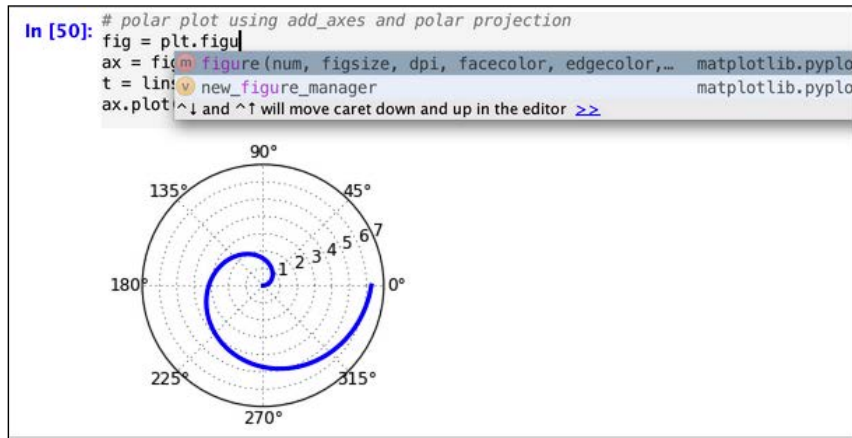 In [50]: # polar plot using add_axes and polar projection
fig = plt.figu
ax = fig
m figure(num, figsize, dpi, facecolor, edgecolor,… matplotlib.pyplo
t = lins
v new_figure_manager matplotlib.pyplo
ax.plot(
^↓ and ^↑ will move caret down and up in the editor >>
90°
135° 45°
1 2 3 4 5 6 7
180° 0°
225° 315°
270°